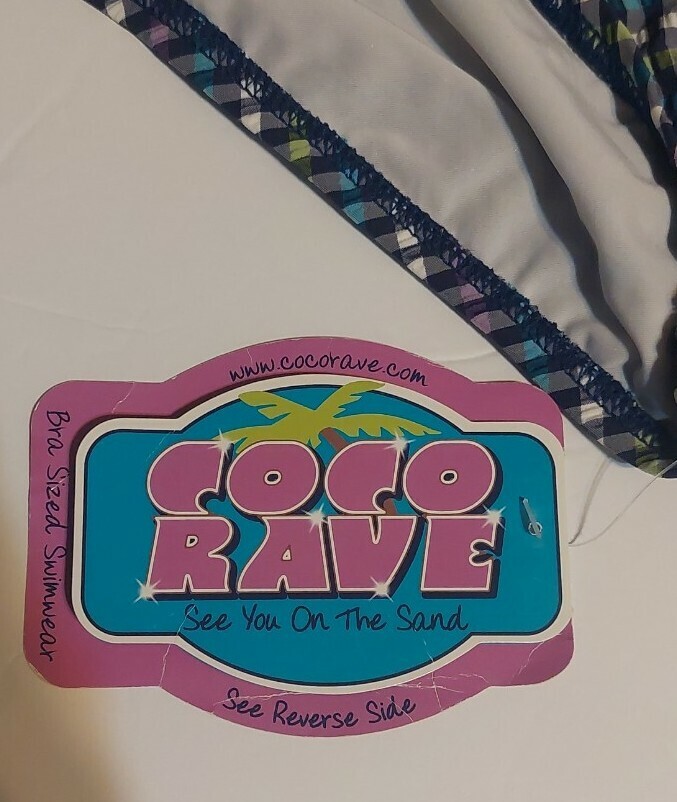 www.cocorave.com
Bra Sized Swimwear
COCO
RAVE
See You On The Sand
See Reverse Side